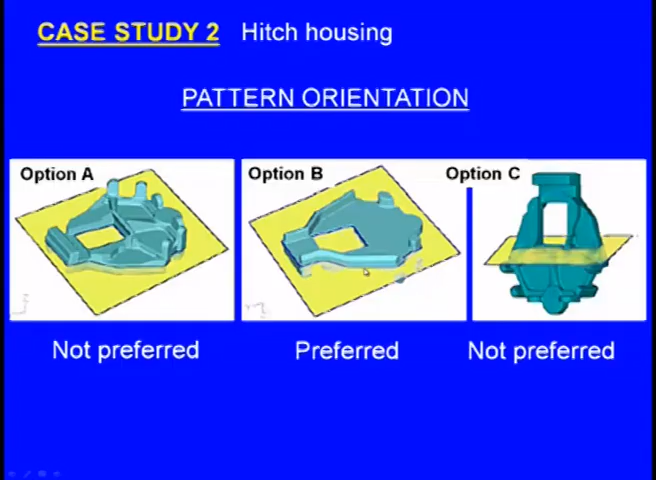 CASE STUDY 2 Hitch housing
PATTERN ORIENTATION
Option A Option B Option C
Not preferred Preferred Not preferred